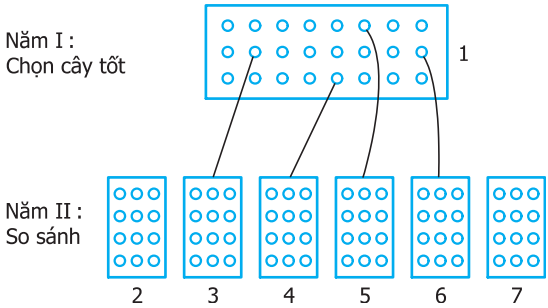 Năm I :
Chọn cây tốt
1
Năm II :
So sánh
2 3 4 5 6 7